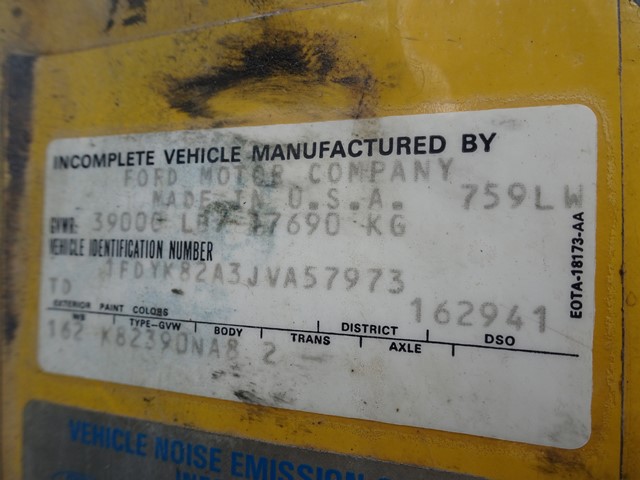 INCOMPLETE VEHICLE MANUFACTURED BY
FORD MOTOR COMPANY
MADE IN U.S.A. 759LW
GVWR: 39000 LB/ 17690 KG
VEHICLE IDENTIFICATION NUMBER
1FDYK82A3JVA57973
TO 162941
EXTERIOR PAINT COLORS DSO
WB TYPE-GVW BODY TRANS DISTRICT AXLE
162 K82390NA8 2
EOTA-18173-AA
VEHICLE NOISE EMISSION